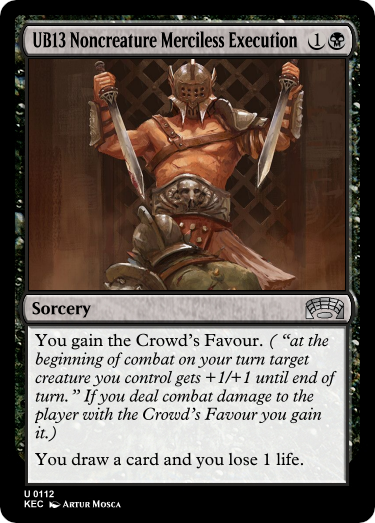 UB13 Noncreature Merciless Execution 1
Sorcery
You gain the Crowd's Favour. ( "at the
beginning of combat on your turn target
creature you control gets +1/+1 until end of
turn." If you deal combat damage to the
player with the Crowd's Favour you gain
it.)
You draw a card and you lose 1 life.
U 0112
KEC Artur Mosca